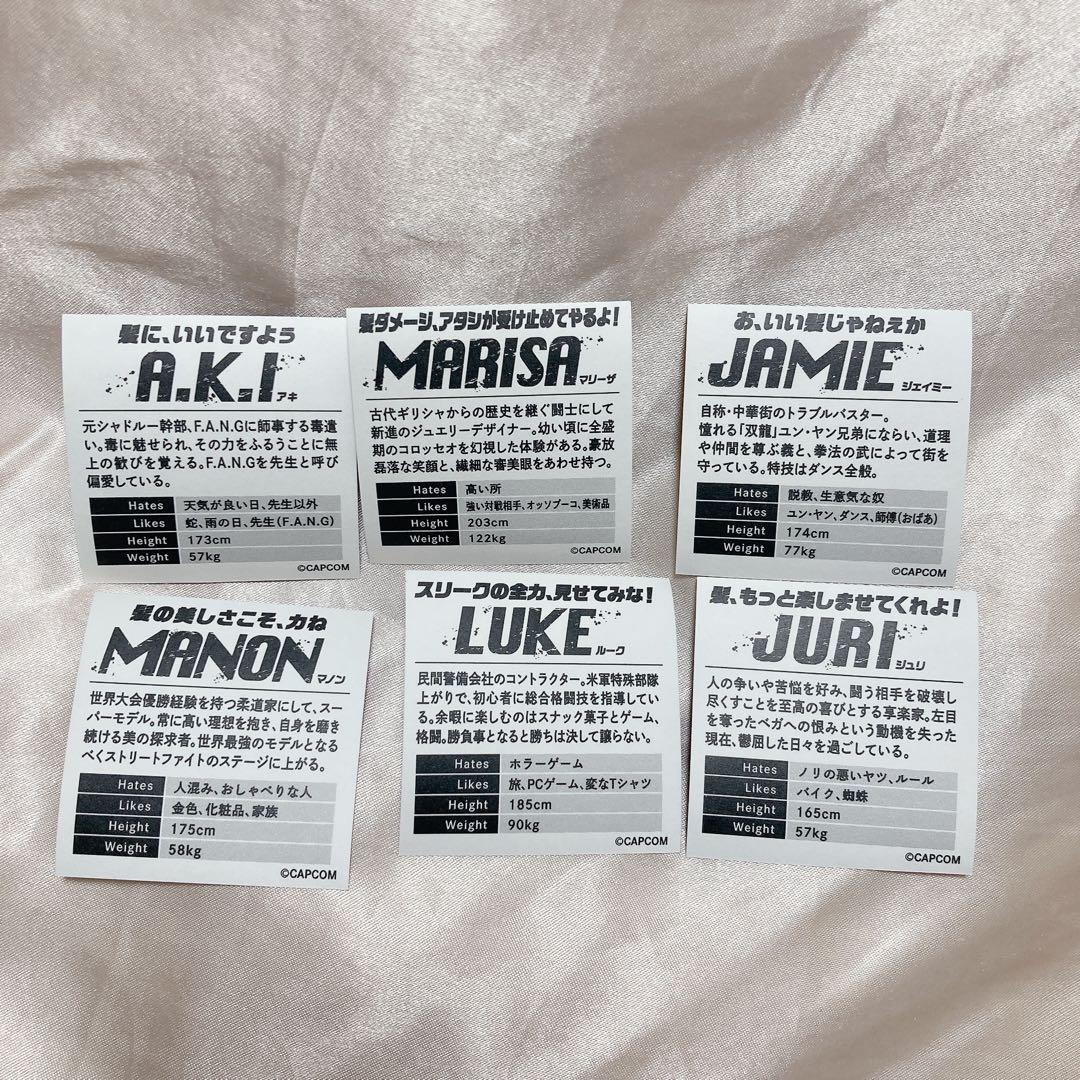 髪に、いいですよぅ
A.K.I アキ
元シャドルー幹部、F.A.N.Gに師事する毒遣
い。毒に魅せられ、その力をふるうことに無
上の歓びを覚える。F.A.N.Gを先生と呼び
偏愛している。
Hates 天気が良い日、先生以外
Likes 蛇、雨の日、先生(F.A.N.G)
Height 173cm
Weight 57kg
©CAPCOM
髪ダメージ、アタシが受け止めてやるよ!
MARISA マリーザ
古代ギリシャからの歴史を継ぐ闘士にして
新進のジュエリーデザイナー。幼い頃に全盛
期のコロッセオを幻視した体験がある。豪放
磊落な笑顔と、繊細な審美眼をあわせ持つ。
Hates 高い所
Likes 強い対戦相手、オッソブーコ、美術品
Height 203cm
Weight 122kg
©CAPCOM
お、いい髪じゃねえか
JAMIE ジェイミー
自称・中華街のトラブルバスター。
憧れる「双龍」ユン・ヤン兄弟にならい、道理
や仲間を尊ぶ義と、拳法の武によって街を
守っている。特技はダンス全般。
Hates 説教、生意気な奴
Likes ユン・ヤン、ダンス、師傅(おばあ)
Height 174cm
Weight 77kg
©CAPCOM
髪の美しさこそ、力ね
MANON マノン
世界大会優勝経験を持つ柔道家にして、スー
パーモデル。常に高い理想を抱き、自身を磨き
続ける美の探求者。世界最強のモデルとなる
べくストリートファイトのステージに上がる。
Hates 人混み、おしゃべりな人
Likes 金色、化粧品、家族
Height 175cm
Weight 58kg
©CAPCOM
スリークの全力、見せてみな!
LUKE ルーク
民間警備会社のコントラクター。米軍特殊部隊
上がりで、初心者に総合格闘技を指導してい
る。余暇に楽しむのはスナック菓子とゲーム、
格闘。勝負事となると勝ちは決して譲らない。
Hates ホラーゲーム
Likes 旅、PCゲーム、変なTシャツ
Height 185cm
Weight 90kg
©CAPCOM
髪、もっと楽しませてくれよ!
JURI ジュリ
人の争いや苦悩を好み、闘う相手を破壊し
尽くすことを至高の喜びとする享楽家。左目
を奪ったベガへの恨みという動機を失った
現在、鬱屈した日々を過ごしている。
Hates ノリの悪いヤツ、ルール
Likes バイク、蜘蛛
Height 165cm
Weight 57kg
©CAPCOM